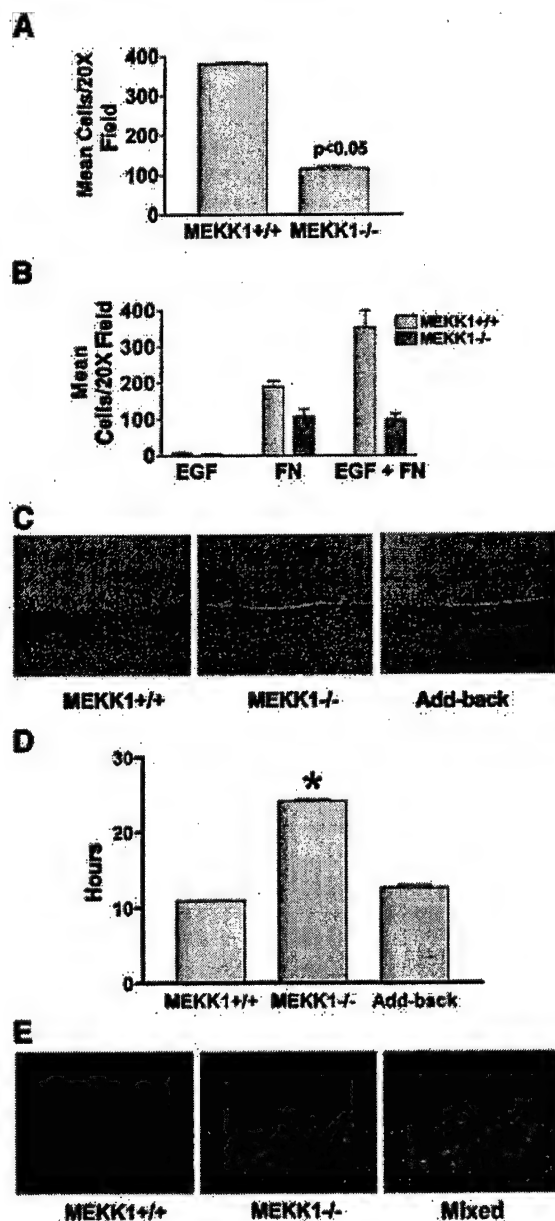 A
Mean Cells/20X
Field
400
300
200
100
0
p<0.05
MEKK1+/+ MEKK1-/-
B
Mean
Cells/20X Field
400
300
200
100
0
MEKK1+/+
MEKK1-/-
EGF FN EGF + FN
C
MEKK1+/+ MEKK1-/- Add-back
D
Hours
30
20
10
0
*
MEKK1+/+ MEKK1-/- Add-back
E
MEKK1+/+ MEKK1-/- Mixed